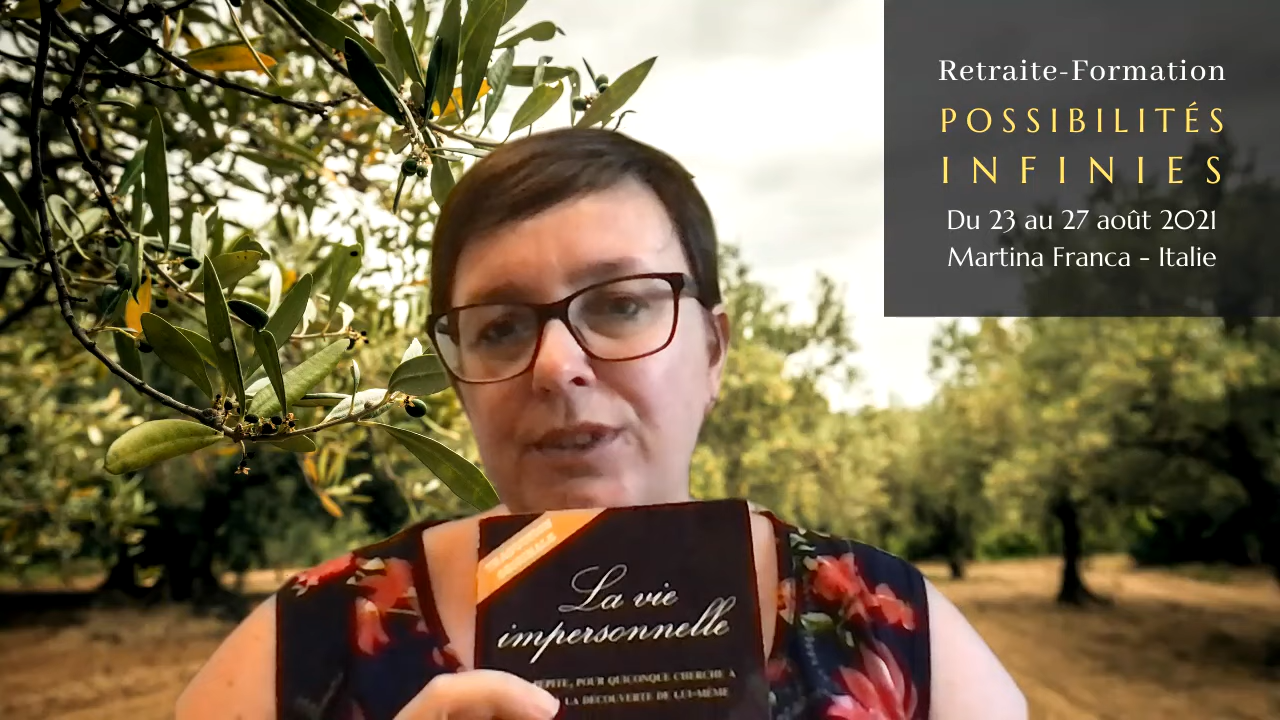 Retraite-Formation
POSSIBILITÉS
INFINIES
Du 23 au 27 août 2021
Martina Franca - Italie
La vie
impersonnelle
PÉPITE, POUR QUICONQUE CHERCHE À
LA DÉCOUVERTE DE LUI-MÊME